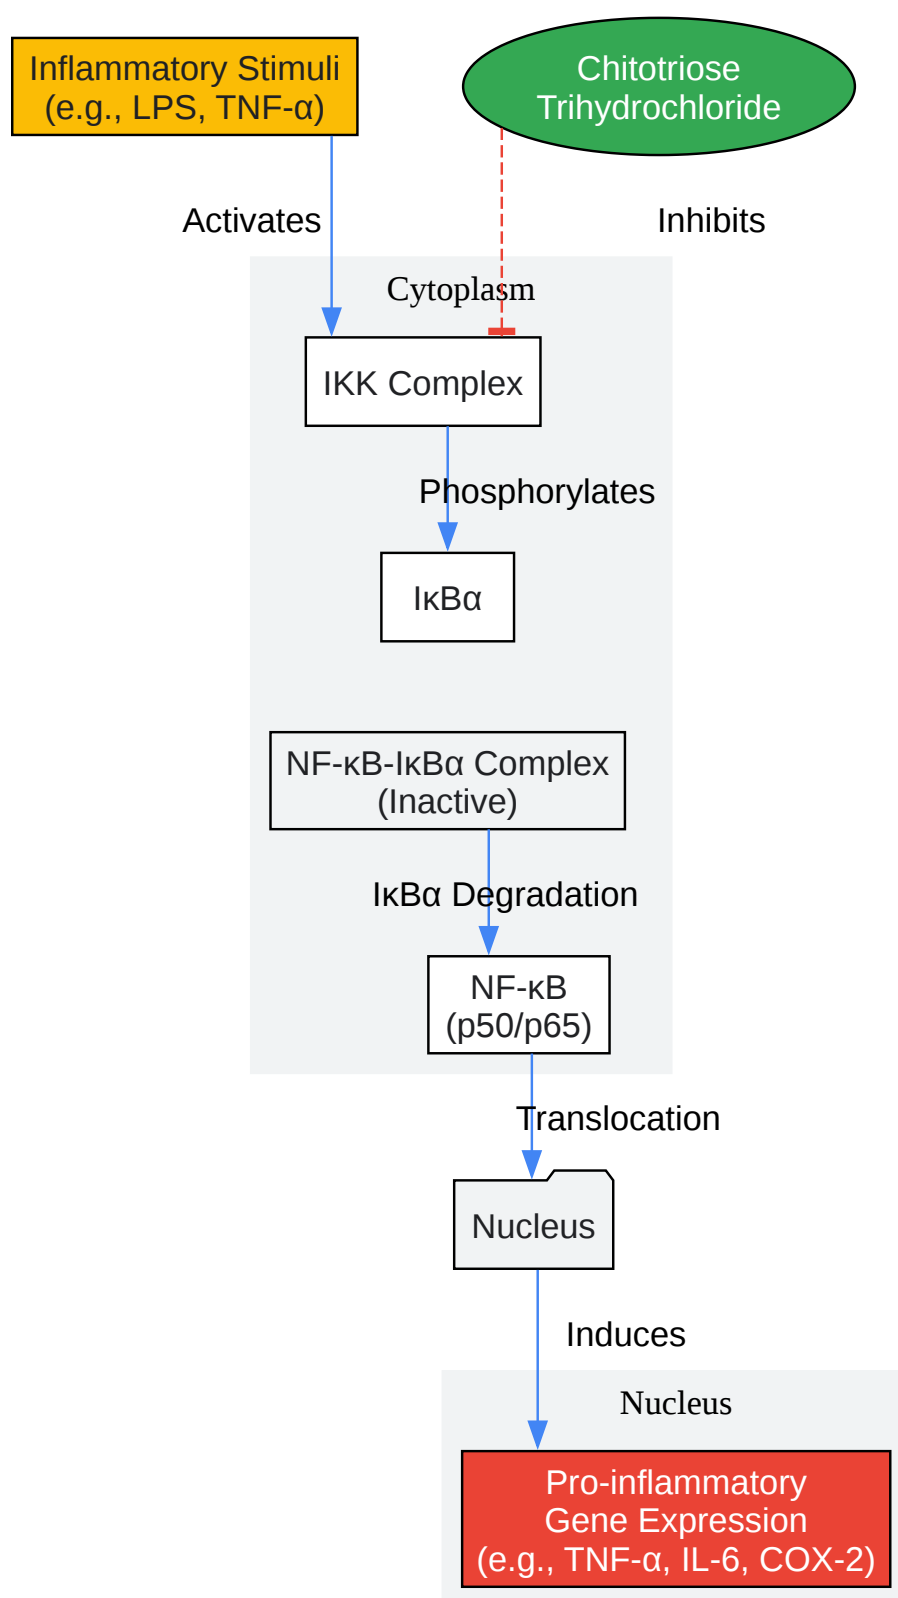 Inflammatory Stimuli
(e.g., LPS, TNF-α)
Chitotriose
Trihydrochloride
Activates
Inhibits
Cytoplasm
IKK Complex
Phosphorylates
IκBα
NF-κB-IκBα Complex
(Inactive)
IκBα Degradation
NF-κB
(p50/p65)
Translocation
Nucleus
Induces
Nucleus
Pro-inflammatory
Gene Expression
(e.g., TNF-α, IL-6, COX-2)